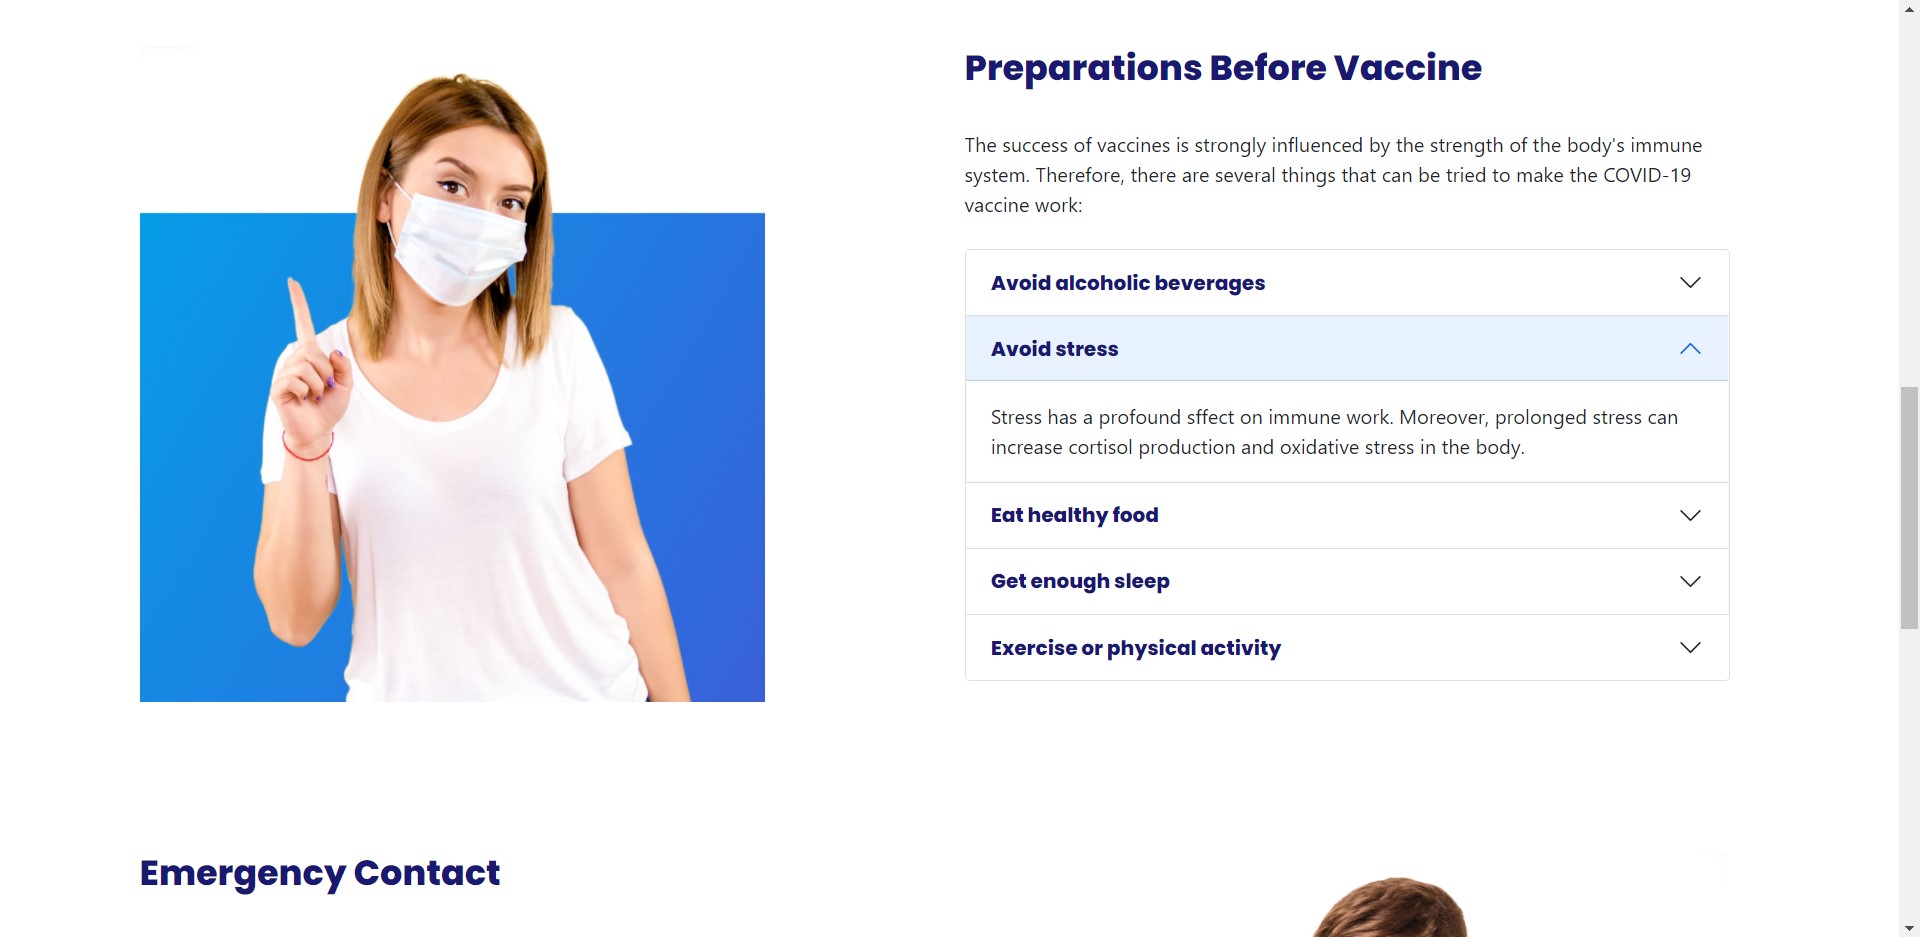 Preparations Before Vaccine
The success of vaccines is strongly influenced by the strength of the body's immune
system. Therefore, there are several things that can be tried to make the COVID-19
vaccine work:
Avoid alcoholic beverages
Avoid stress
Stress has a profound sffect on immune work. Moreover, prolonged stress can
increase cortisol production and oxidative stress in the body.
Eat healthy food
Get enough sleep
Exercise or physical activity
Emergency Contact